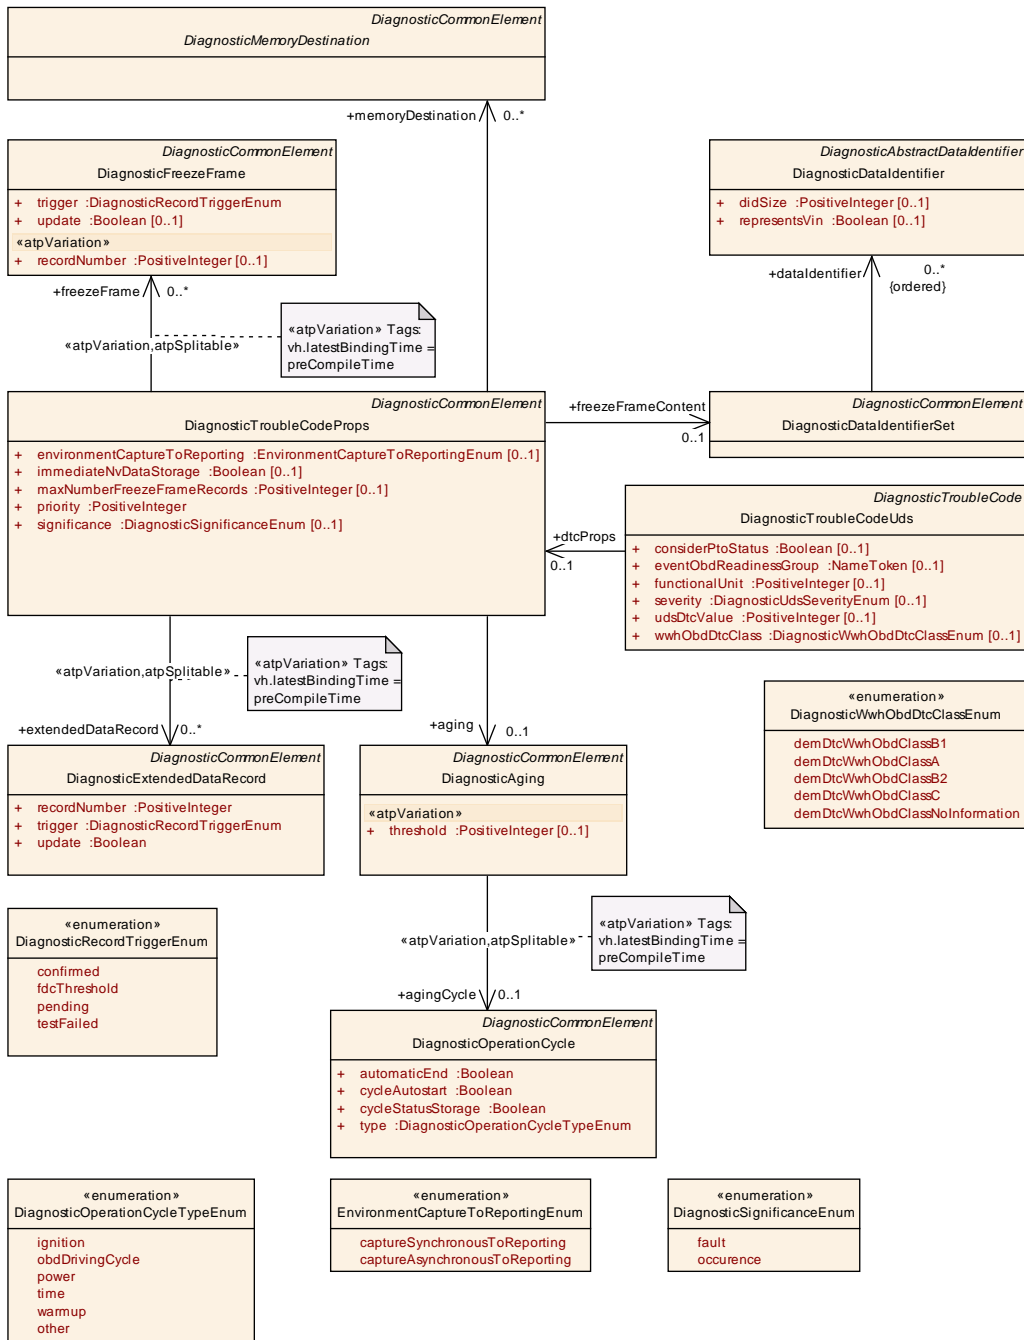 DiagnosticCommonElement
DiagnosticMemoryDestination
+memoryDestination
0..*
DiagnosticCommonElement
DiagnosticFreezeFrame
+ trigger :DiagnosticRecordTriggerEnum
+ update :Boolean [0..1]
«atpVariation»
+ recordNumber :PositiveInteger [0..1]
DiagnosticAbstractDataIdentifier
DiagnosticDataIdentifier
+ didSize :PositiveInteger [0..1]
+ representsVin :Boolean [0..1]
+freezeFrame
0..*
+dataIdentifier
0..*
{ordered}
«atpVariation,atpSplitable»
«atpVariation» Tags:
vh.latestBindingTime =
preCompileTime
DiagnosticCommonElement
DiagnosticTroubleCodeProps
+ environmentCaptureToReporting :EnvironmentCaptureToReportingEnum [0..1]
+ immediateNvDataStorage :Boolean [0..1]
+ maxNumberFreezeFrameRecords :PositiveInteger [0..1]
+ priority :PositiveInteger
+ significance :DiagnosticSignificanceEnum [0..1]
+freezeFrameContent
0..1
DiagnosticCommonElement
DiagnosticDataIdentifierSet
+dtcProps
0..1
DiagnosticTroubleCode
DiagnosticTroubleCodeUds
+ considerPtoStatus :Boolean [0..1]
+ eventObdReadinessGroup :NameToken [0..1]
+ functionalUnit :PositiveInteger [0..1]
+ severity :DiagnosticUdsSeverityEnum [0..1]
+ udsDtcValue :PositiveInteger [0..1]
+ wwhObdDtcClass :DiagnosticWwhObdDtcClassEnum [0..1]
«atpVariation,atpSplitable»
«atpVariation» Tags:
vh.latestBindingTime =
preCompileTime
«enumeration»
DiagnosticWwhObdDtcClassEnum
demDtcWwhObdClassB1
demDtcWwhObdClassA
demDtcWwhObdClassB2
demDtcWwhObdClassC
demDtcWwhObdClassNoInformation
+extendedDataRecord
0..*
+aging
0..1
DiagnosticCommonElement
DiagnosticExtendedDataRecord
+ recordNumber :PositiveInteger
+ trigger :DiagnosticRecordTriggerEnum
+ update :Boolean
DiagnosticCommonElement
DiagnosticAging
«atpVariation»
+ threshold :PositiveInteger [0..1]
«enumeration»
DiagnosticRecordTriggerEnum
confirmed
fdcThreshold
pending
testFailed
«atpVariation,atpSplitable»
«atpVariation» Tags:
vh.latestBindingTime =
preCompileTime
+agingCycle
0..1
DiagnosticCommonElement
DiagnosticOperationCycle
+ automaticEnd :Boolean
+ cycleAutostart :Boolean
+ cycleStatusStorage :Boolean
+ type :DiagnosticOperationCycleTypeEnum
«enumeration»
DiagnosticOperationCycleTypeEnum
ignition
obdDrivingCycle
power
time
warmup
other
«enumeration»
EnvironmentCaptureToReportingEnum
captureSynchronousToReporting
captureAsynchronousToReporting
«enumeration»
DiagnosticSignificanceEnum
fault
occurence